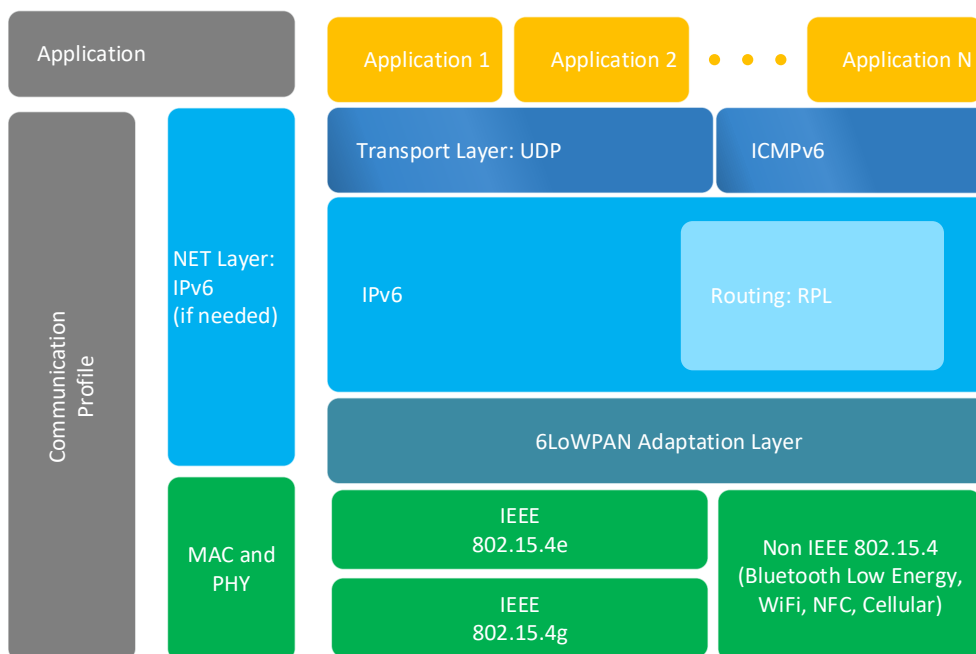 Application
Application 1
Application 2
Application N
Communication
Profile
NET Layer:
IPv6
(if needed)
Transport Layer: UDP
ICMPv6
IPv6
Routing: RPL
6LoWPAN Adaptation Layer
MAC and
PHY
IEEE
802.15.4e
IEEE
802.15.4g
Non IEEE 802.15.4
(Bluetooth Low Energy,
WiFi, NFC, Cellular)